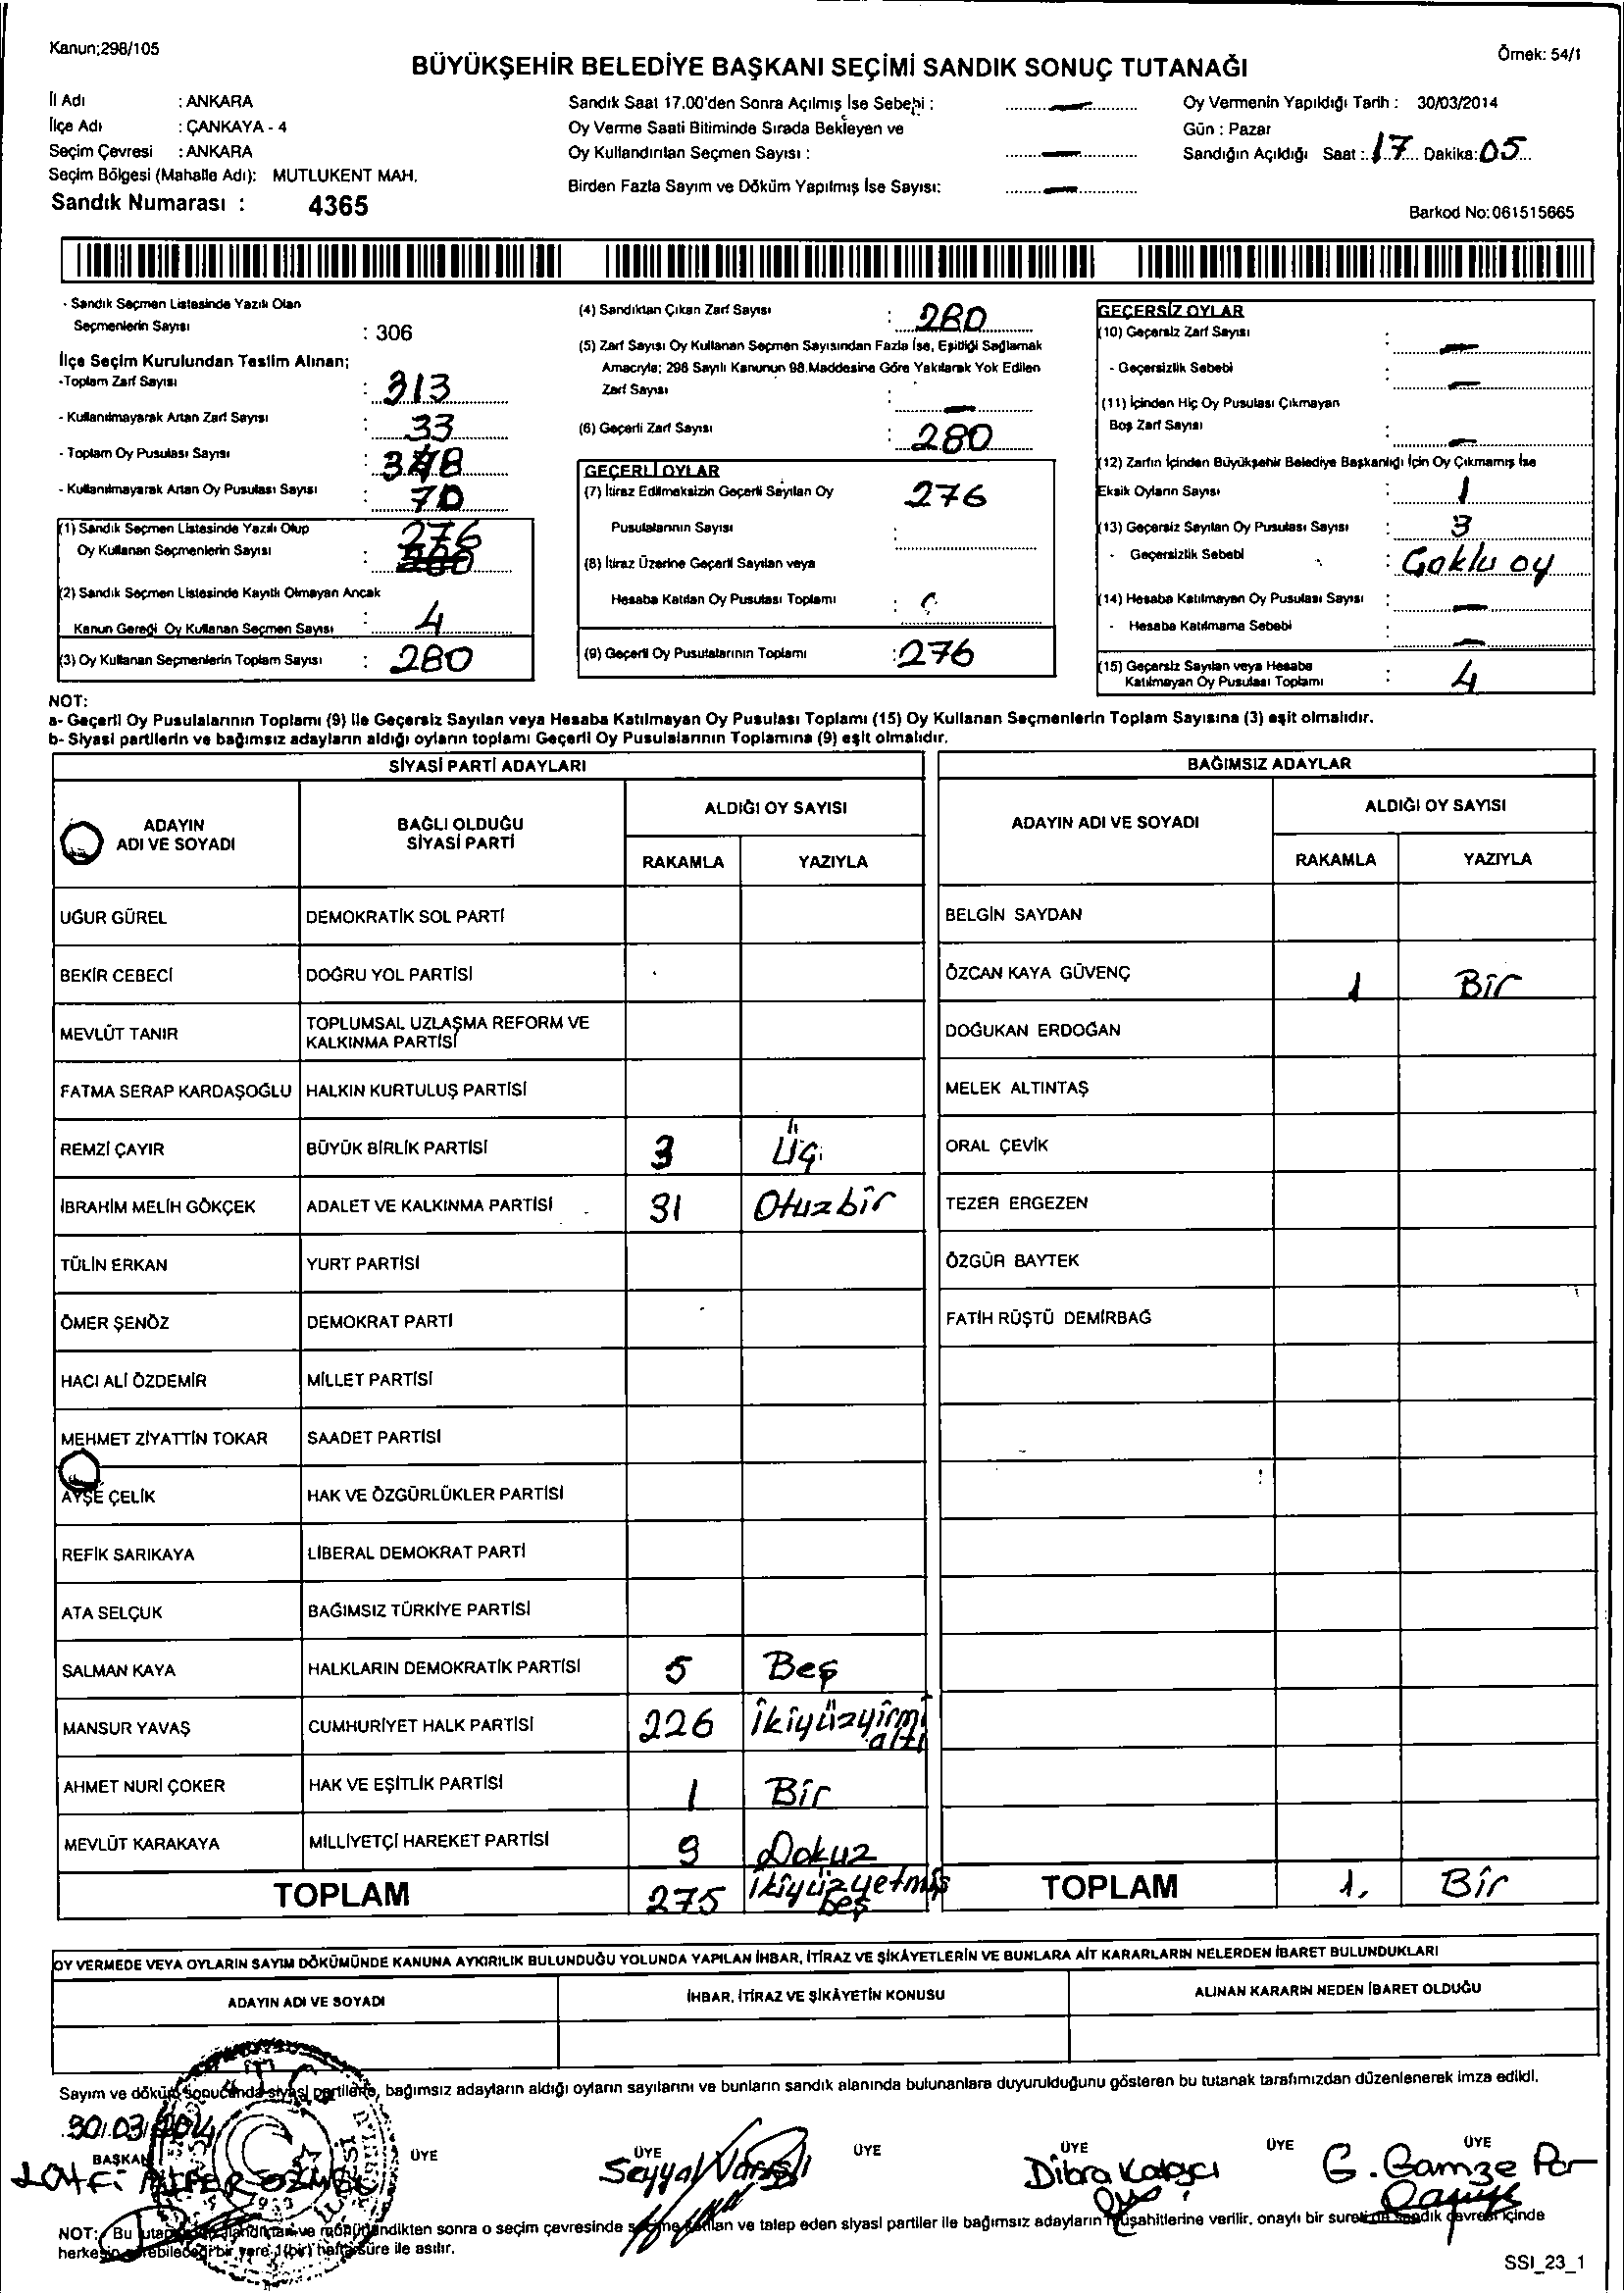 Kanun;298/105
Örnek: 54/1
BÜYÜKŞEHİR BELEDİYE BAŞKANI SEÇİMİ SANDIK SONUÇ TUTANAĞI
İl Adı : ANKARA
İlçe Adı : ÇANKAYA - 4
Seçim Çevresi : ANKARA
Seçim Bölgesi (Mahalle Adı): MUTLUKENT MAH.
Sandık Numarası : 4365
Sandık Saat 17.00'den Sonra Açılmış İse Sebebi : —
Oy Verme Saati Bitiminde Sırada Bekleyen ve
Oy Kullandırılan Seçmen Sayısı : —
Birden Fazla Sayım ve Döküm Yapılmış İse Sayısı: —
Oy Vermenin Yapıldığı Tarih : 30/03/2014
Gün : Pazar
Sandığın Açıldığı Saat : 17 Dakika: 05
Barkod No: 061515665
- Sandık Seçmen Listesinde Yazılı Olan
Seçmenlerin Sayısı : 306
İlçe Seçim Kurulundan Teslim Alınan;
-Toplam Zarf Sayısı : 313
- Kullanılmayarak Artan Zarf Sayısı : 33
- Toplam Oy Pusulası Sayısı : 348
- Kullanılmayarak Artan Oy Pusulası Sayısı : 70
(1) Sandık Seçmen Listesinde Yazılı Olup
Oy Kullanan Seçmenlerin Sayısı : 276
(2) Sandık Seçmen Listesinde Kayıtlı Olmayan Ancak
Kanun Gereği Oy Kullanan Seçmen Sayısı : 4
(3) Oy Kullanan Seçmenlerin Toplam Sayısı : 280
(4) Sandıktan Çıkan Zarf Sayısı : 280
(5) Zarf Sayısı Oy Kullanan Seçmen Sayısından Fazla İse, Eşitliği Sağlamak
Amacıyla; 298 Sayılı Kanunun 98.Maddesine Göre Yakılarak Yok Edilen
Zarf Sayısı : —
(6) Geçerli Zarf Sayısı : 280
GEÇERLİ OYLAR
(7) İtiraz Edilmeksizin Geçerli Sayılan Oy 276
Pusulalarının Sayısı :
(8) İtiraz Üzerine Geçerli Sayılan veya
Hesaba Katılan Oy Pusulası Toplamı :
(9) Geçerli Oy Pusulalarının Toplamı : 276
GEÇERSİZ OYLAR
(10) Geçersiz Zarf Sayısı : —
- Geçersizlik Sebebi : —
(11) İçinden Hiç Oy Pusulası Çıkmayan
Boş Zarf Sayısı : —
(12) Zarfın İçinden Büyükşehir Belediye Başkanlığı İçin Oy Çıkmamış İse
Eksik Oyların Sayısı : 1
(13) Geçersiz Sayılan Oy Pusulası Sayısı : 3
- Geçersizlik Sebebi : Çoklu oy
(14) Hesaba Katılmayan Oy Pusulası Sayısı : —
- Hesaba Katılmama Sebebi : —
(15) Geçersiz Sayılan veya Hesaba
Katılmayan Oy Pusulası Toplamı : 4
NOT:
a- Geçerli Oy Pusulalarının Toplamı (9) ile Geçersiz Sayılan veya Hesaba Katılmayan Oy Pusulası Toplamı (15) Oy Kullanan Seçmenlerin Toplam Sayısına (3) eşit olmalıdır.
b- Siyasi partilerin ve bağımsız adayların aldığı oyların toplamı Geçerli Oy Pusulalarının Toplamına (9) eşit olmalıdır.
SİYASİ PARTİ ADAYLARI
ADAYIN ADI VE SOYADI BAĞLI OLDUĞU SİYASİ PARTİ ALDIĞI OY SAYISI
RAKAMLA YAZIYLA
UĞUR GÜREL DEMOKRATİK SOL PARTİ
BEKİR CEBECİ DOĞRU YOL PARTİSİ
MEVLÜT TANIR TOPLUMSAL UZLAŞMA REFORM VE KALKINMA PARTİSİ
FATMA SERAP KARDAŞOĞLU HALKIN KURTULUŞ PARTİSİ
REMZİ ÇAYIR BÜYÜK BİRLİK PARTİSİ 3 Üç
İBRAHİM MELİH GÖKÇEK ADALET VE KALKINMA PARTİSİ 31 Otuzbir
TÜLİN ERKAN YURT PARTİSİ
ÖMER ŞENÖZ DEMOKRAT PARTİ
HACI ALİ ÖZDEMİR MİLLET PARTİSİ
MEHMET ZİYATTİN TOKAR SAADET PARTİSİ
AYŞE ÇELİK HAK VE ÖZGÜRLÜKLER PARTİSİ
REFİK SARIKAYA LİBERAL DEMOKRAT PARTİ
ATA SELÇUK BAĞIMSIZ TÜRKİYE PARTİSİ
SALMAN KAYA HALKLARIN DEMOKRATİK PARTİSİ 5 Beş
MANSUR YAVAŞ CUMHURİYET HALK PARTİSİ 226 İkiyüzyirmi altı
AHMET NURİ ÇOKER HAK VE EŞİTLİK PARTİSİ 1 Bir
MEVLÜT KARAKAYA MİLLİYETÇİ HAREKET PARTİSİ 9 Dokuz
TOPLAM 275 ikiyüzyetmiş beş
BAĞIMSIZ ADAYLAR
ADAYIN ADI VE SOYADI ALDIĞI OY SAYISI
RAKAMLA YAZIYLA
BELGİN SAYDAN
ÖZCAN KAYA GÜVENÇ 1 Bir
DOĞUKAN ERDOĞAN
MELEK ALTINTAŞ
ORAL ÇEVİK
TEZER ERGEZEN
ÖZGÜR BAYTEK
FATİH RÜŞTÜ DEMİRBAĞ
TOPLAM 1. Bir
OY VERMEDE VEYA OYLARIN SAYIM DÖKÜMÜNDE KANUNA AYKIRILIK BULUNDUĞU YOLUNDA YAPILAN İHBAR, İTİRAZ VE ŞİKÂYETLERİN VE BUNLARA AİT KARARLARIN NELERDEN İBARET BULUNDUKLARI
ADAYIN ADI VE SOYADI İHBAR, İTİRAZ VE ŞİKÂYETİN KONUSU ALINAN KARARIN NEDEN İBARET OLDUĞU
Sayım ve döküm sonucunda siyasi partilerin, bağımsız adayların aldığı oyların sayılarını ve bunların sandık alanında bulunanlara duyurulduğunu gösteren bu tutanak tarafımızdan düzenlenerek imza edildi.
30/03/2014
BAŞKAN ÜYE ÜYE ÜYE ÜYE ÜYE ÜYE
G. Gamze
NOT: Bu ve mühürlendikten sonra o seçim çevresinde seçime katılan ve talep eden siyasi partiler ile bağımsız adayların müşahitlerine verilir, onaylı bir sureti de sandık çevresi içinde
herkesin görebileceği bir yere 1 (bir) hafta süre ile asılır.
SSI_23_1